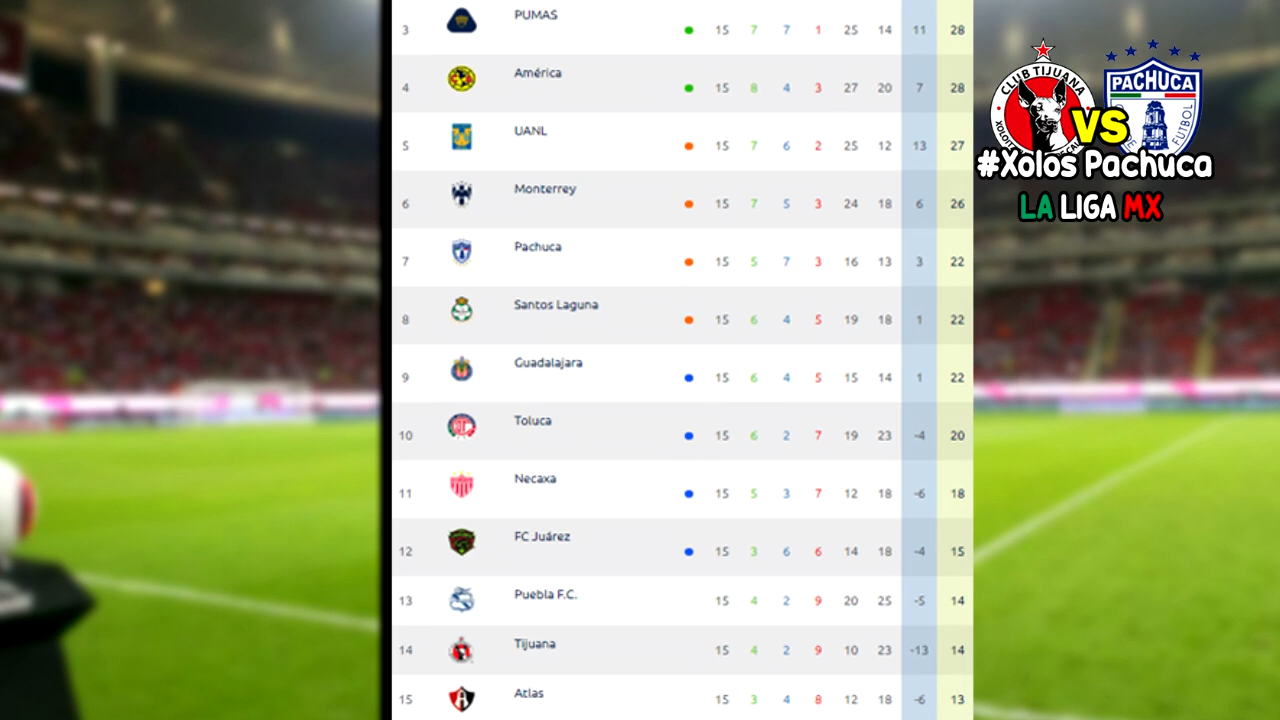 3 PUMAS 15 7 7 1 25 14 11 28
4 América 15 8 4 3 27 20 7 28
5 UANL 15 7 6 2 25 12 13 27
6 Monterrey 15 7 5 3 24 18 6 26
7 Pachuca 15 5 7 3 16 13 3 22
8 Santos Laguna 15 6 4 5 19 18 1 22
9 Guadalajara 15 6 4 5 15 14 1 22
10 Toluca 15 6 2 7 19 23 -4 20
11 Necaxa 15 5 3 7 12 18 -6 18
12 FC Juárez 15 3 6 6 14 18 -4 15
13 Puebla F.C. 15 4 2 9 20 25 -5 14
14 Tijuana 15 4 2 9 10 23 -13 14
15 Atlas 15 3 4 8 12 18 -6 13
CLUB TIJUANA
PACHUCA
FUTBOL
VS
#Xolos Pachuca
LA LIGA MX